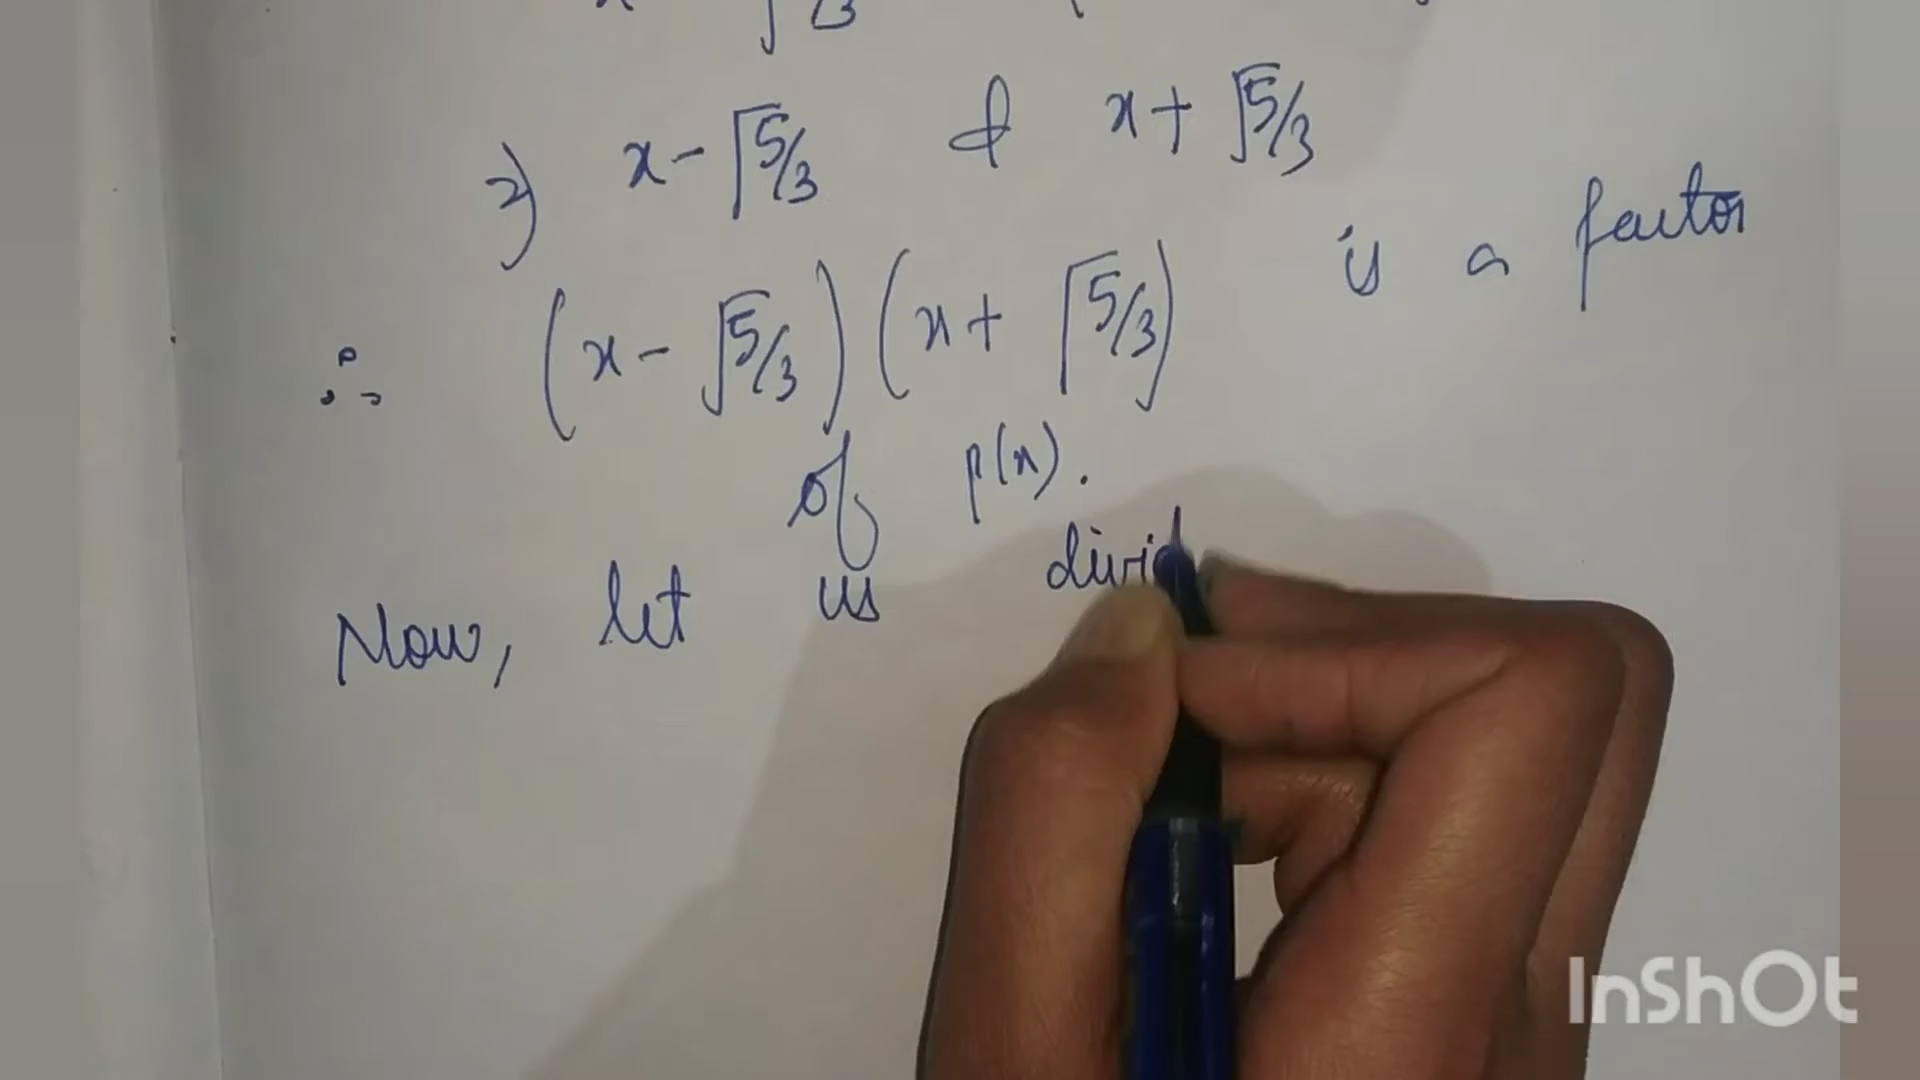 ⇒ x - √5/3 & x + √5/3
∴ (x - √5/3) (x + √5/3) is a factor
of p(x).
Now, let us divi
InShOt